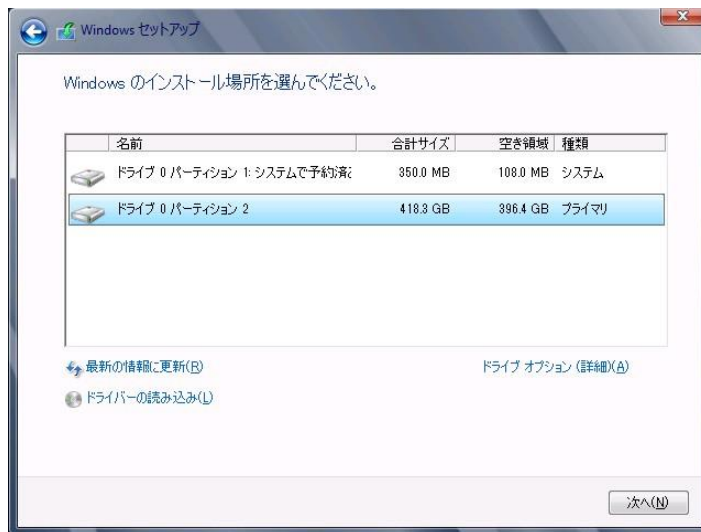 Windows セットアップ
Windows のインストール場所を選んでください。
名前 合計サイズ 空き領域 種類
ドライブ 0 パーティション 1: システムで予約済 350.0 MB 108.0 MB システム
ドライブ 0 パーティション 2 418.3 GB 396.4 GB プライマリ
最新の情報に更新(R) ドライブ オプション (詳細)(A)
ドライバーの読み込み(L)
次へ(N)